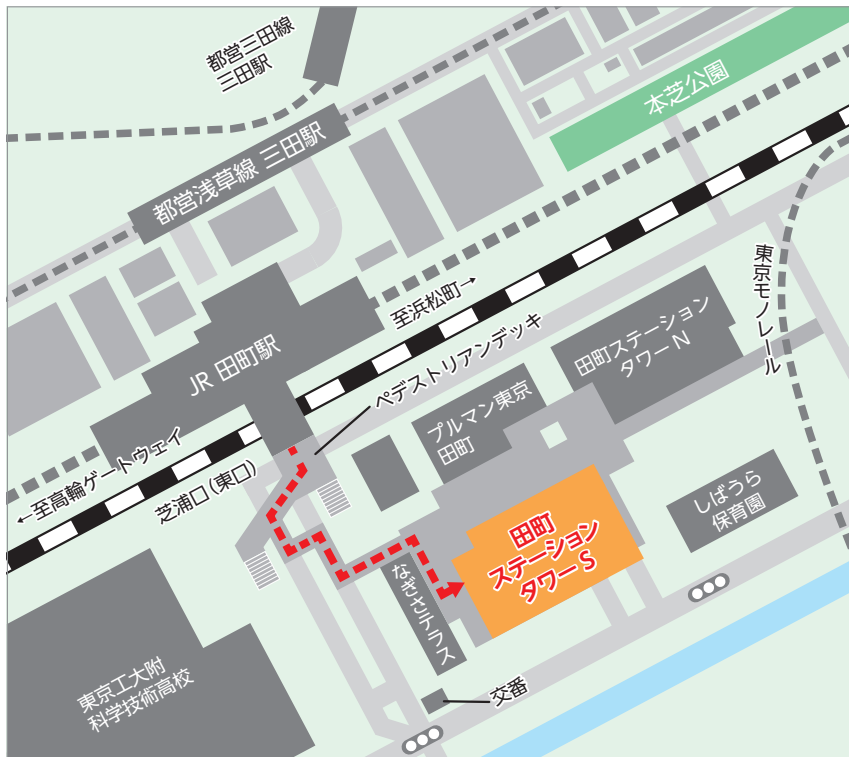 都営三田線
三田駅
本芝公園
都営浅草線 三田駅
東京モノレール
至浜松町→
JR 田町駅
ペデストリアンデッキ
田町ステーション
タワー N
プルマン東京
田町
←至高輪ゲートウェイ
芝浦口（東口）
しばうら
保育園
田町
ステーション
タワー S
なぎさテラス
東京工大附
科学技術高校
交番